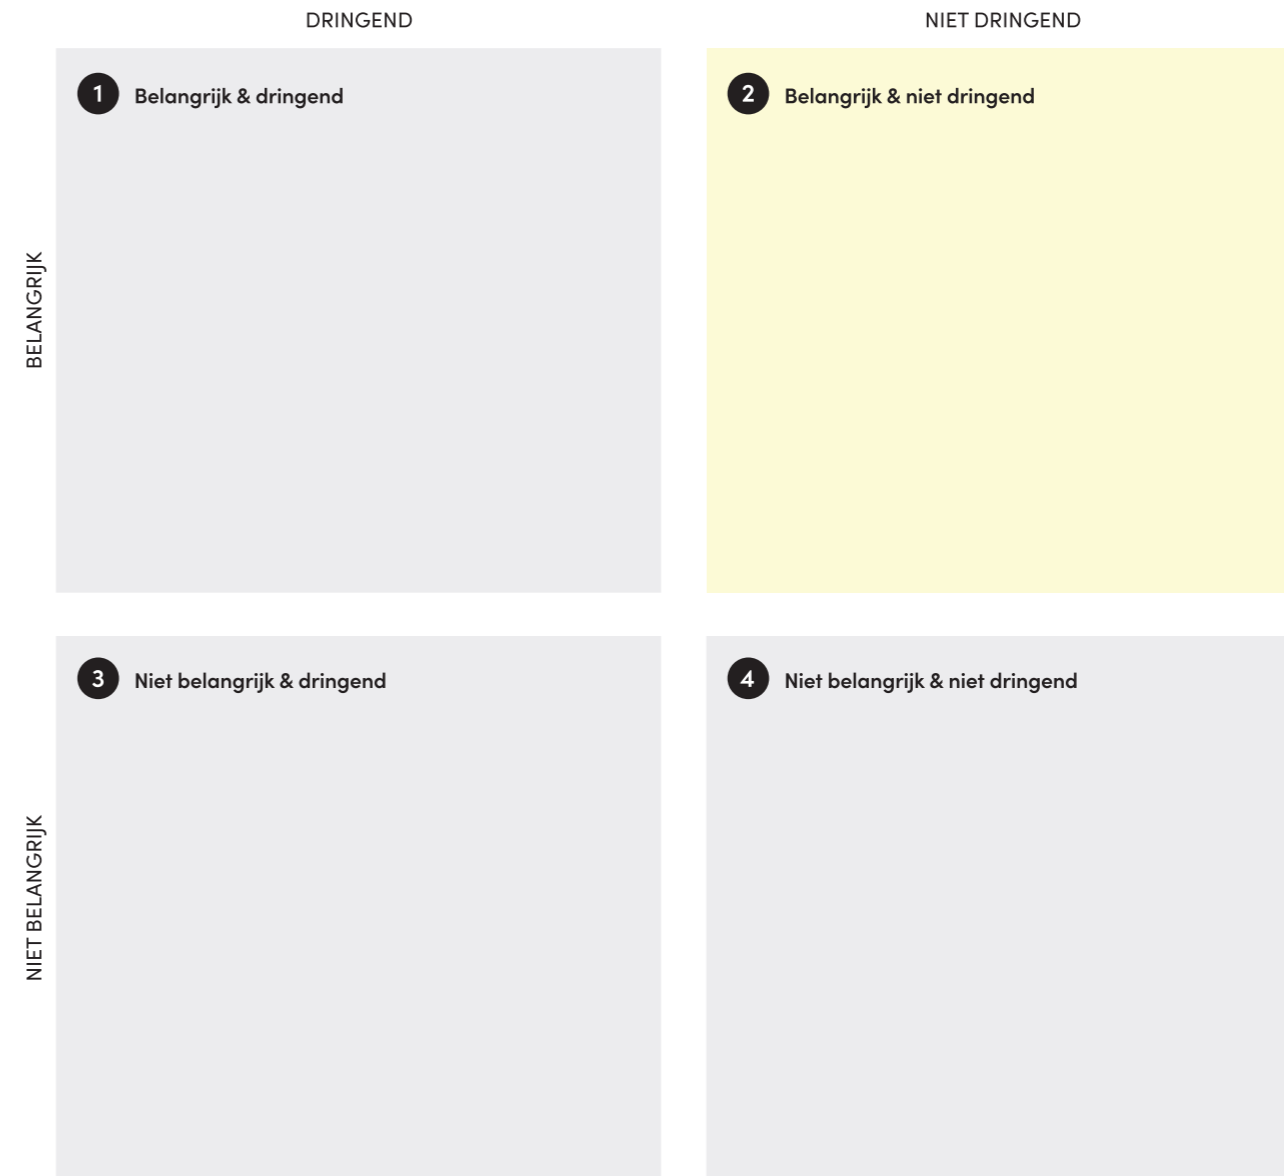 DRINGEND
NIET DRINGEND
BELANGRIJK
1 Belangrijk & dringend
2 Belangrijk & niet dringend
NIET BELANGRIJK
3 Niet belangrijk & dringend
4 Niet belangrijk & niet dringend